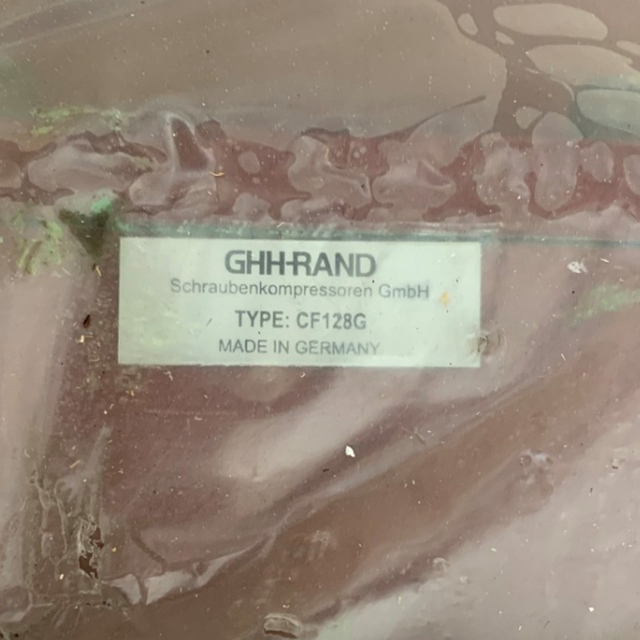 GHH-RAND
Schraubenkompressoren GmbH
TYPE: CF128G
MADE IN GERMANY